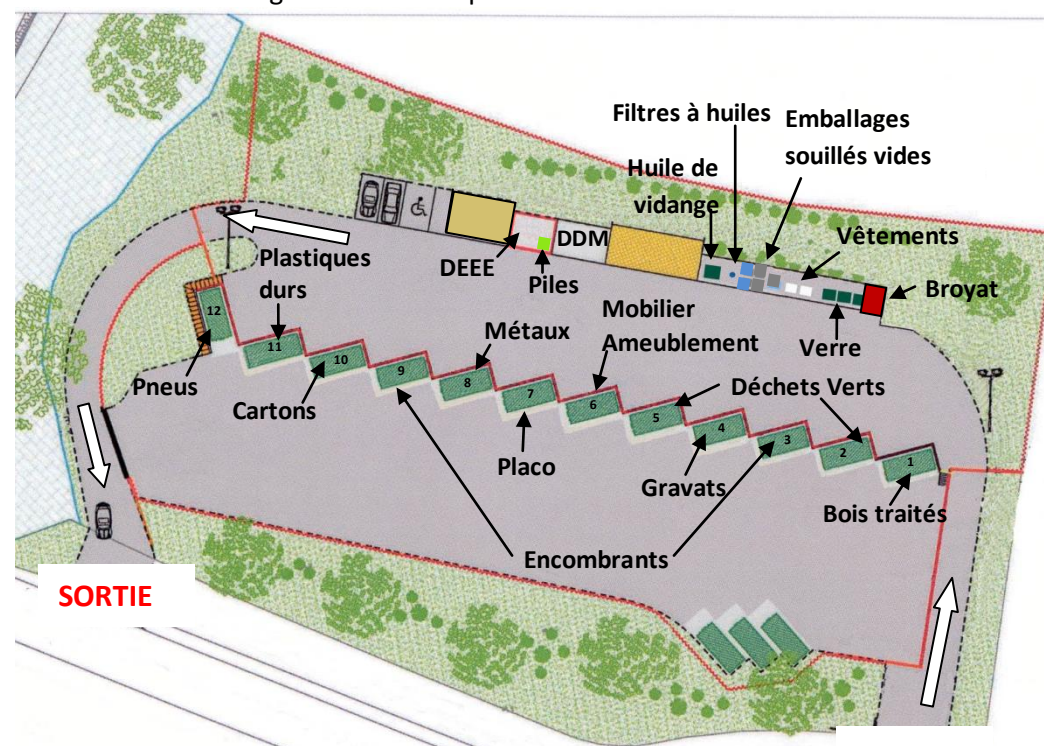 Filtres à huiles
Emballages
souillés vides
Huile de
vidange
Vêtements
DDM
DEEE
Piles
Broyat
Plastiques
durs
Mobilier
Ameublement
Métaux
Verre
Déchets Verts
12
11
10
9
8
7
6
5
4
3
2
1
Pneus
Cartons
Placo
Gravats
Bois traités
Encombrants
SORTIE